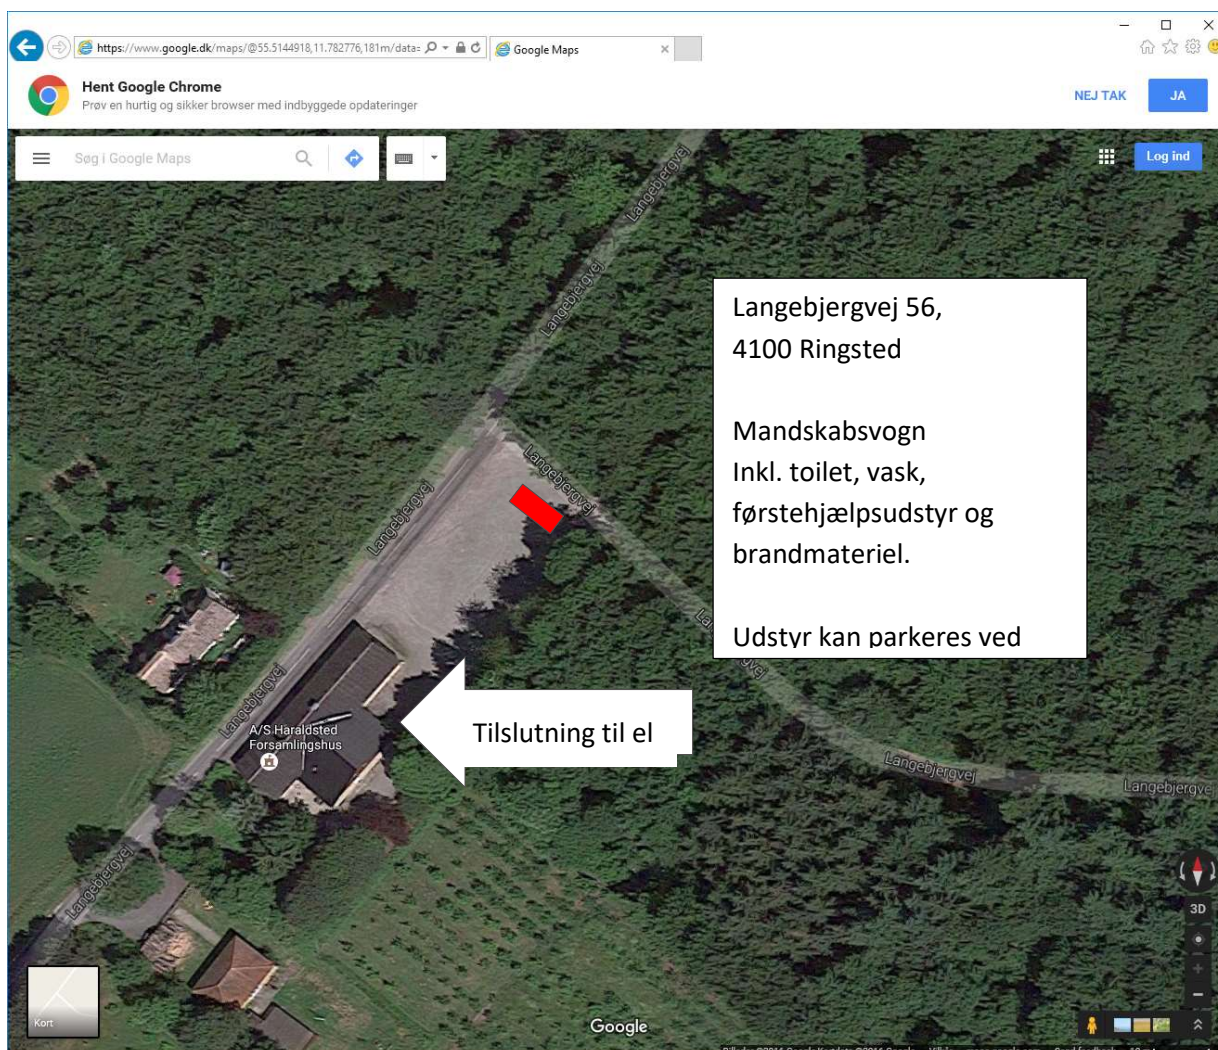 https://www.google.dk/maps/@55.5144918,11.782776,181m/data=
Google Maps
Hent Google Chrome
Prøv en hurtig og sikker browser med indbyggede opdateringer
NEJ TAK
JA
Søg i Google Maps
Log ind
Langebjergvej
Langebjergvej
Langebjergvej 56,
4100 Ringsted
Mandskabsvogn
Inkl. toilet, vask,
førstehjælpsudstyr og
brandmateriel.
Udstyr kan parkeres ved
Langebjergvej
Langebjergvej
Langebjergvej
A/S Haraldsted
Forsamlingshus
Tilslutning til el
Langebjergvej
Langebjergvej
Langebjergvej
3D
Kort
Google